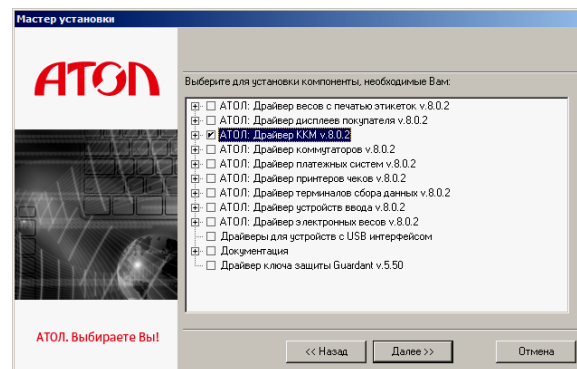 Мастер установки
АТОЛ
Выберите для установки компоненты, необходимые Вам:
АТОЛ: Драйвер весов с печатью этикеток v.8.0.2
АТОЛ: Драйвер дисплеев покупателя v.8.0.2
АТОЛ: Драйвер ККМ v.8.0.2
АТОЛ: Драйвер коммутаторов v.8.0.2
АТОЛ: Драйвер платежных систем v.8.0.2
АТОЛ: Драйвер принтеров чеков v.8.0.2
АТОЛ: Драйвер терминалов сбора данных v.8.0.2
АТОЛ: Драйвер устройств ввода v.8.0.2
АТОЛ: Драйвер электронных весов v.8.0.2
Драйверы для устройств с USB интерфейсом
Документация
Драйвер ключа защиты Guardant v.5.50
АТОЛ. Выбираете Вы!
<< Назад
Далее >>
Отмена